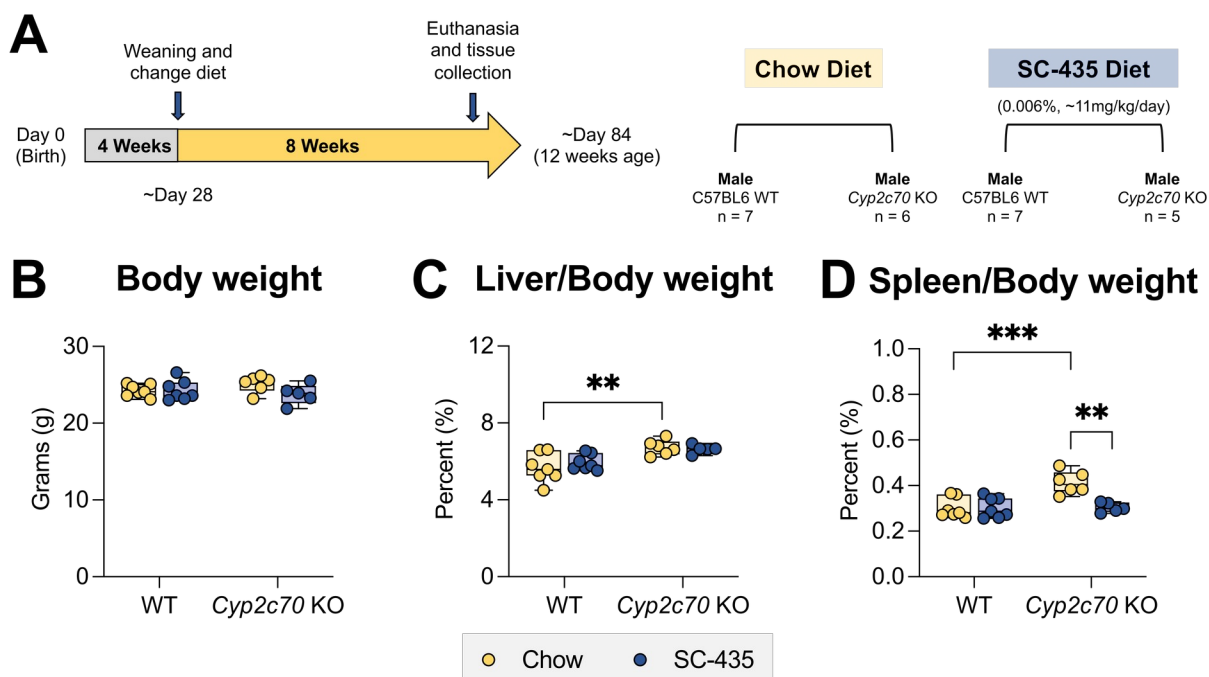 A
Weaning and
change diet
Euthanasia
and tissue
collection
Day 0
(Birth)
4 Weeks
8 Weeks
~Day 84
(12 weeks age)
~Day 28
Chow Diet
SC-435 Diet
(0.006%, ~11mg/kg/day)
Male
C57BL6 WT
n = 7
Male
Cyp2c70 KO
n = 6
Male
C57BL6 WT
n = 7
Male
Cyp2c70 KO
n = 5
B Body weight
Grams (g)
30
20
10
0
WT
Cyp2c70 KO
C Liver/Body weight
Percent (%)
12
8
4
0
**
WT
Cyp2c70 KO
D Spleen/Body weight
Percent (%)
1.0
0.8
0.6
0.4
0.2
0.0
***
**
WT
Cyp2c70 KO
Chow SC-435